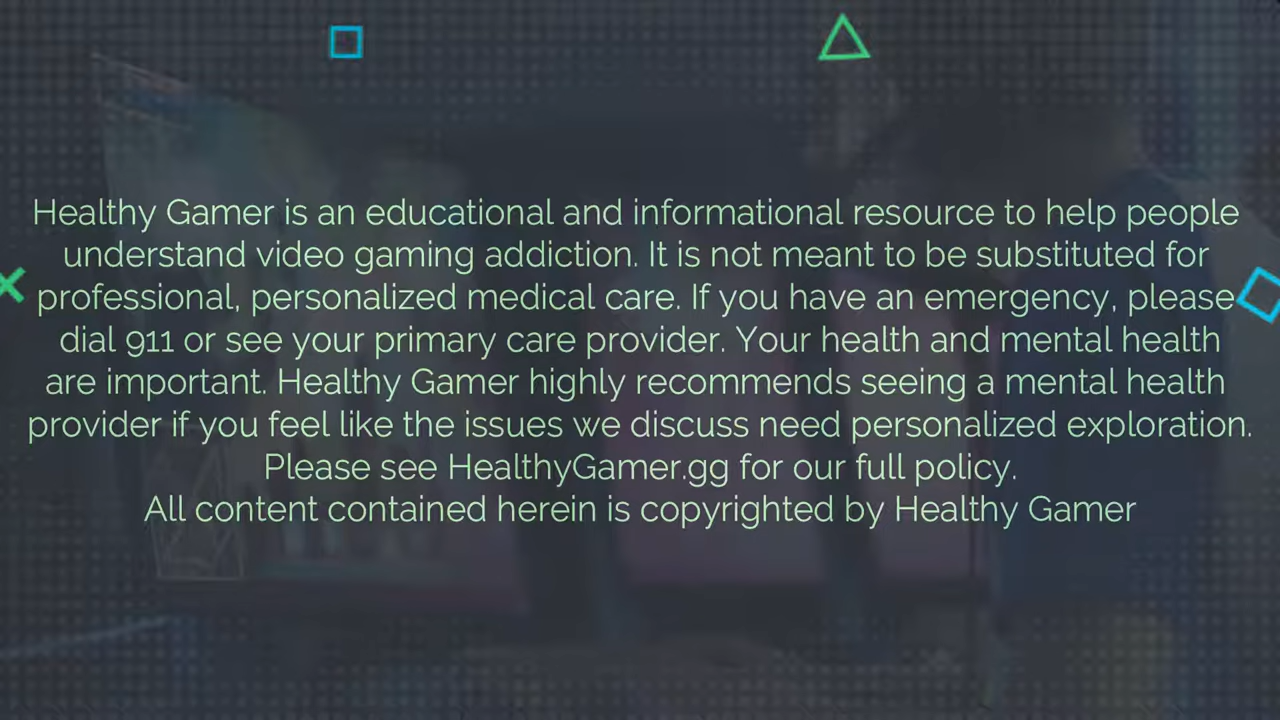 Healthy Gamer is an educational and informational resource to help people
understand video gaming addiction. It is not meant to be substituted for
professional, personalized medical care. If you have an emergency, please
dial 911 or see your primary care provider. Your health and mental health
are important. Healthy Gamer highly recommends seeing a mental health
provider if you feel like the issues we discuss need personalized exploration.
Please see HealthyGamer.gg for our full policy.
All content contained herein is copyrighted by Healthy Gamer